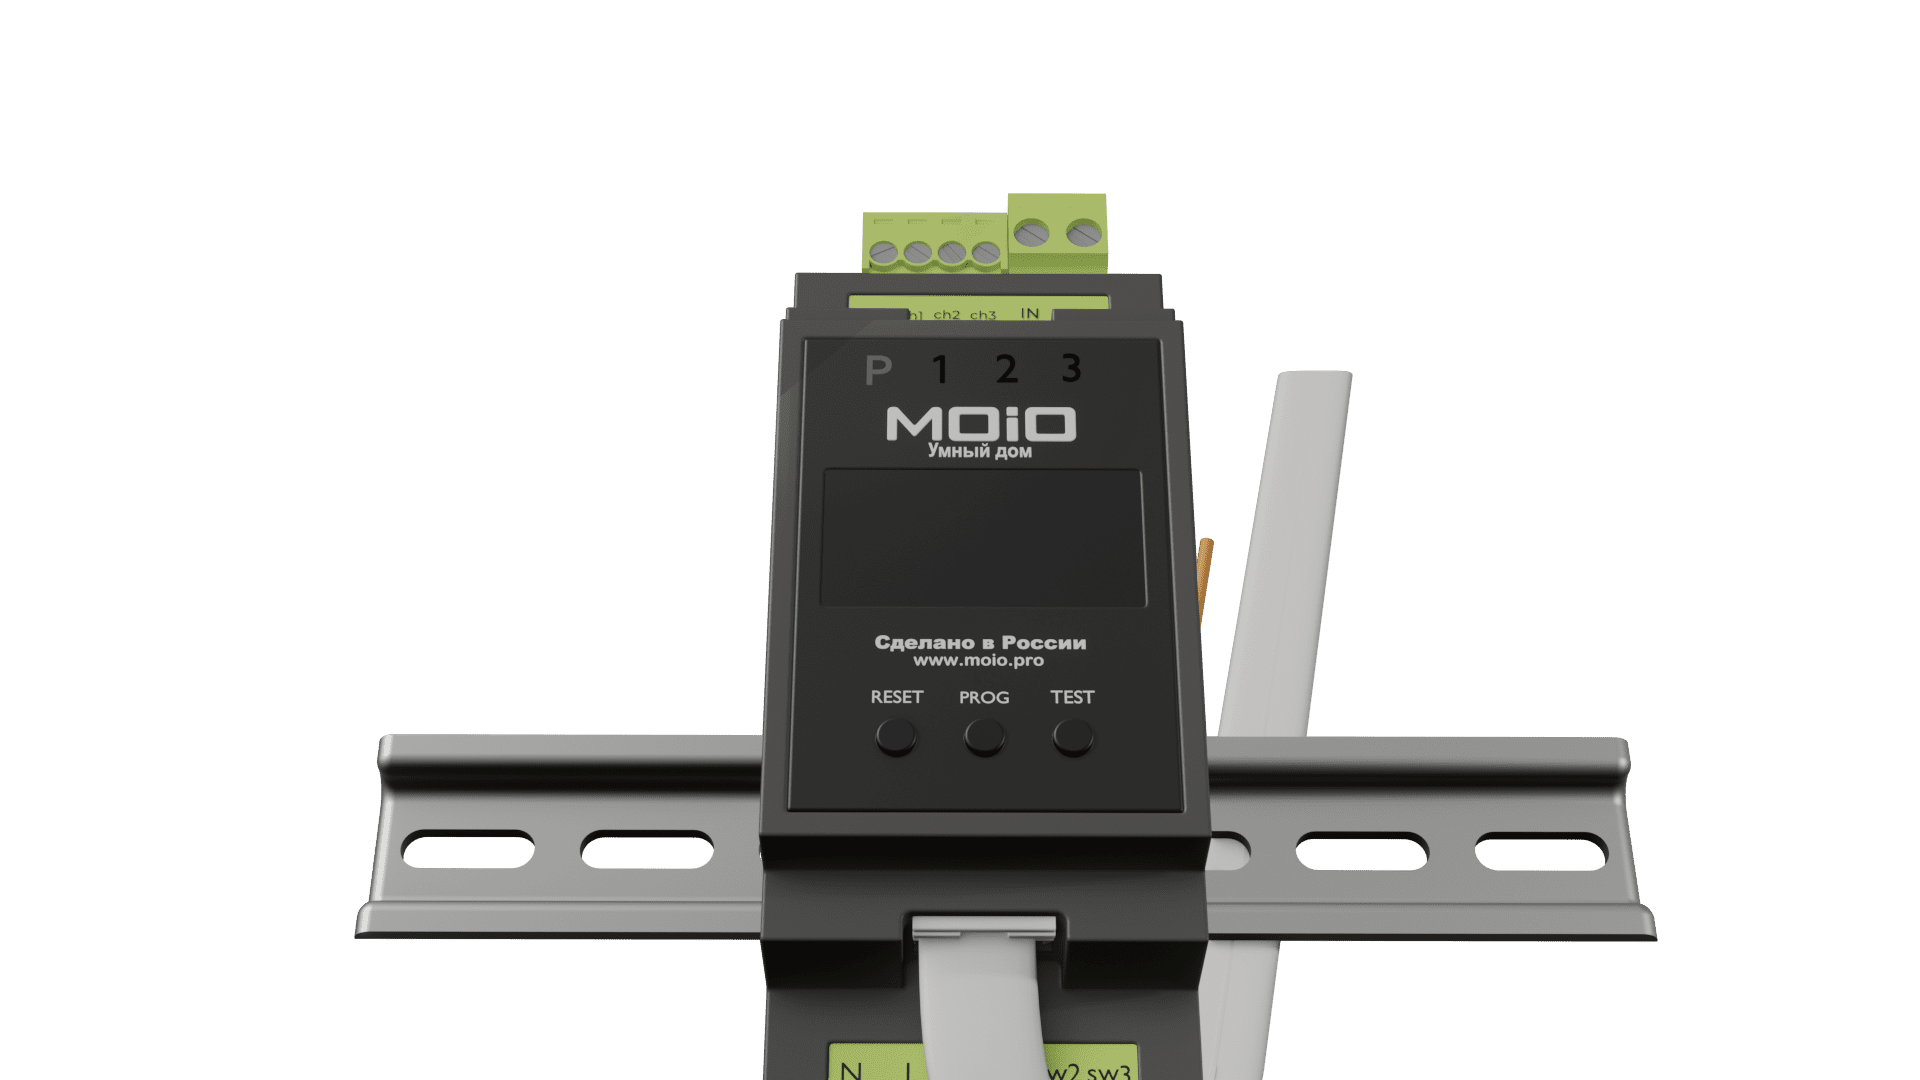 ch2 ch3 IN
P 1 2 3
MOiO
Умный дом
Сделано в России
www.moio.pro
RESET PROG TEST
N sw3